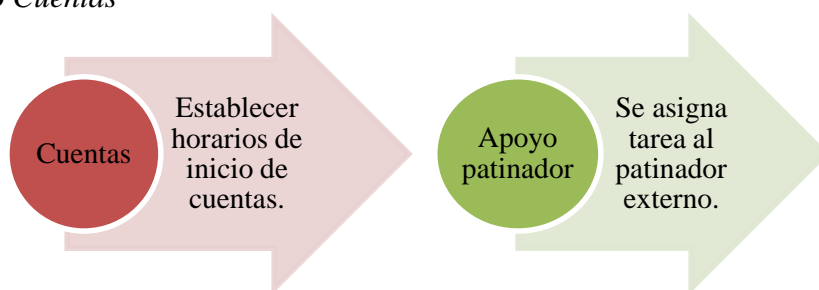 Cuentas
Cuentas
Establecer
horarios de
inicio de
cuentas.
Apoyo
patinador
Se asigna
tarea al
patinador
externo.